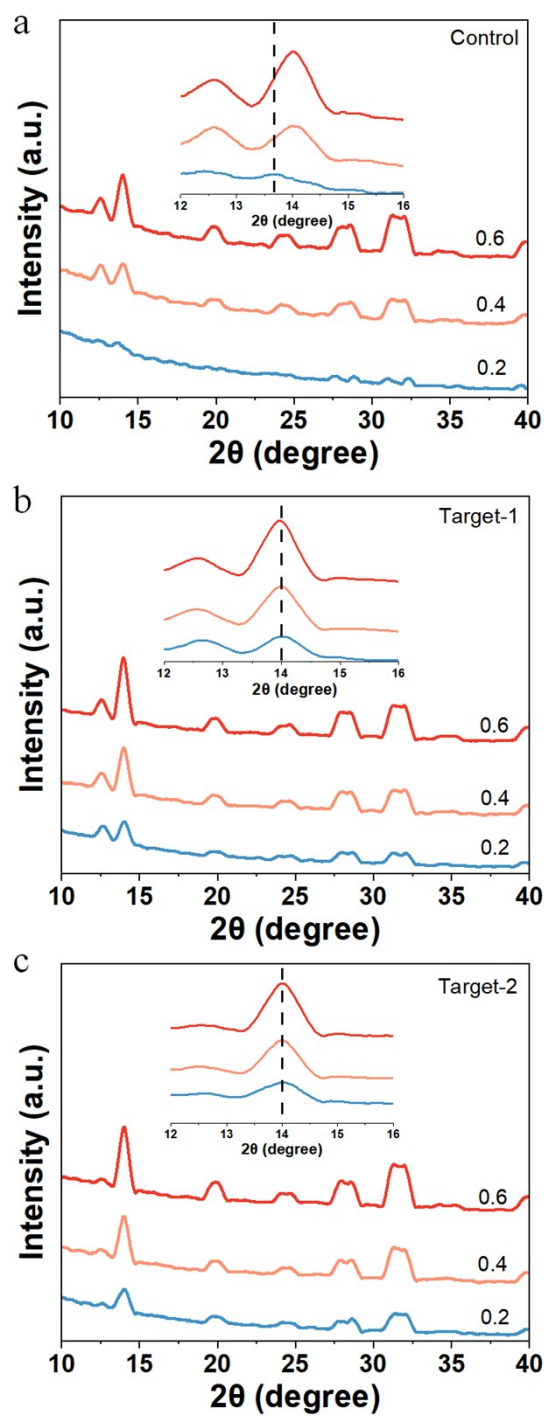 a
Control
12 13 14 15 16
2θ (degree)
0.6
0.4
0.2
Intensity (a.u.)
10 15 20 25 30 35 40
2θ (degree)
b
Target-1
12 13 14 15 16
2θ (degree)
0.6
0.4
0.2
Intensity (a.u.)
10 15 20 25 30 35 40
2θ (degree)
c
Target-2
12 13 14 15 16
2θ (degree)
0.6
0.4
0.2
Intensity (a.u.)
10 15 20 25 30 35 40
2θ (degree)